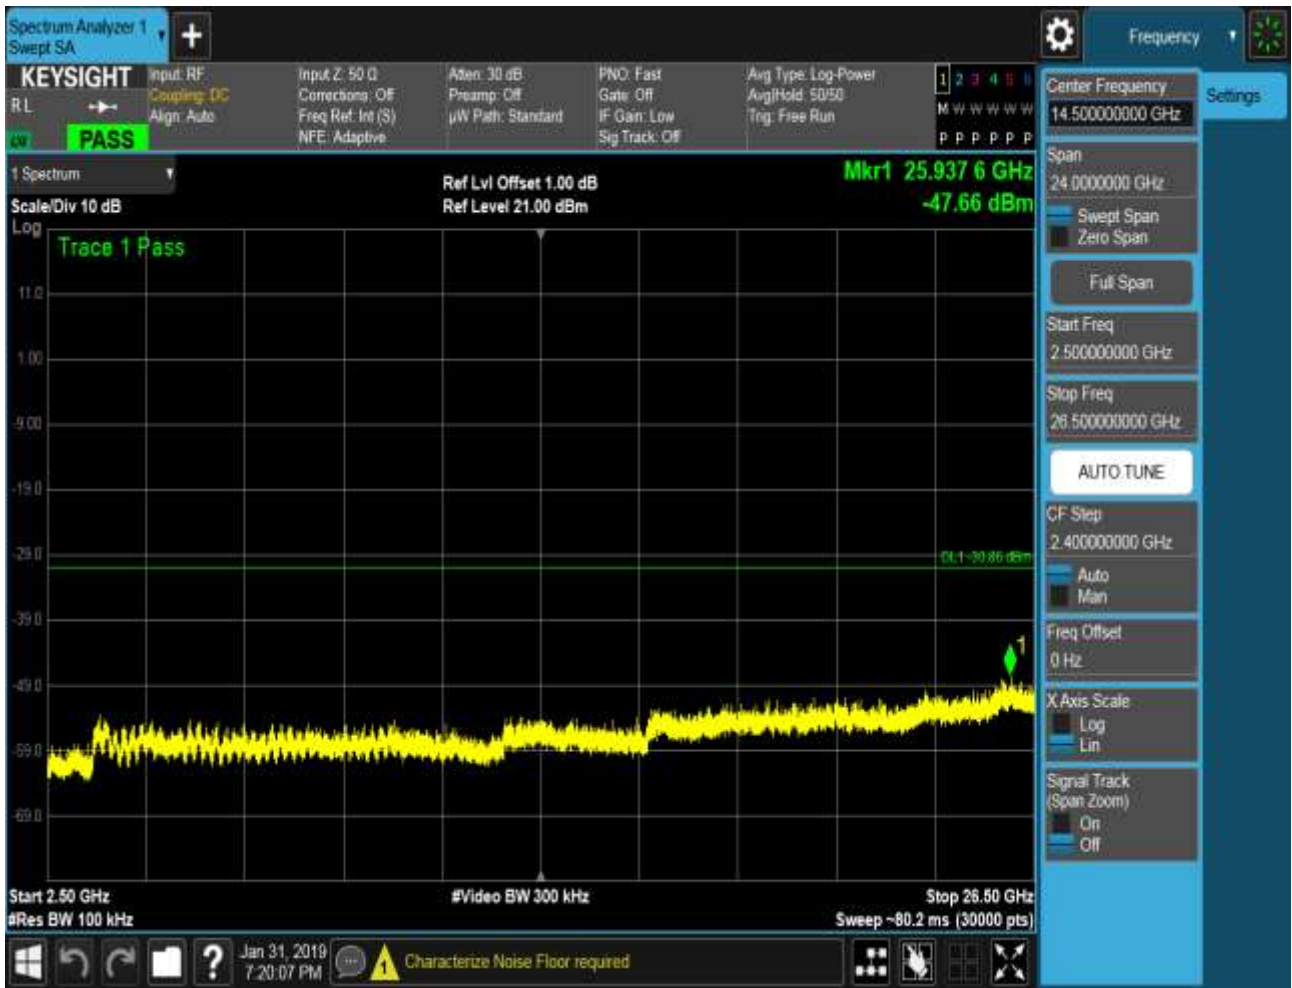 Spectrum Analyzer 1
Swept SA
+
Frequency
KEYSIGHT
R L
PASS
Input: RF
Coupling: DC
Align: Auto
Input Z: 50 Ω
Corrections: Off
Freq Ref: Int (S)
NFE: Adaptive
Atten: 30 dB
Preamp: Off
µW Path: Standard
PNO: Fast
Gate: Off
IF Gain: Low
Sig Track: Off
Avg Type: Log-Power
Avg|Hold: 50/50
Trig: Free Run
1 2 3 4 5 6
M W W W W W
P P P P P P
1 Spectrum
Scale/Div 10 dB
Log
Ref Lvl Offset 1.00 dB
Ref Level 21.00 dBm
Mkr1 25.937 6 GHz
-47.66 dBm
Trace 1 Pass
11.0
1.00
-9.00
-19.0
-29.0
DL1 -30.86 dBm
-39.0
1
-49.0
-59.0
-69.0
Start 2.50 GHz
#Video BW 300 kHz
Stop 26.50 GHz
#Res BW 100 kHz
Sweep ~80.2 ms (30000 pts)
Center Frequency
14.500000000 GHz
Settings
Span
24.0000000 GHz
Swept Span
Zero Span
Full Span
Start Freq
2.500000000 GHz
Stop Freq
26.500000000 GHz
AUTO TUNE
CF Step
2.400000000 GHz
Auto
Man
Freq Offset
0 Hz
X Axis Scale
Log
Lin
Signal Track
(Span Zoom)
On
Off
?
Jan 31, 2019
7:20:07 PM
1
Characterize Noise Floor required